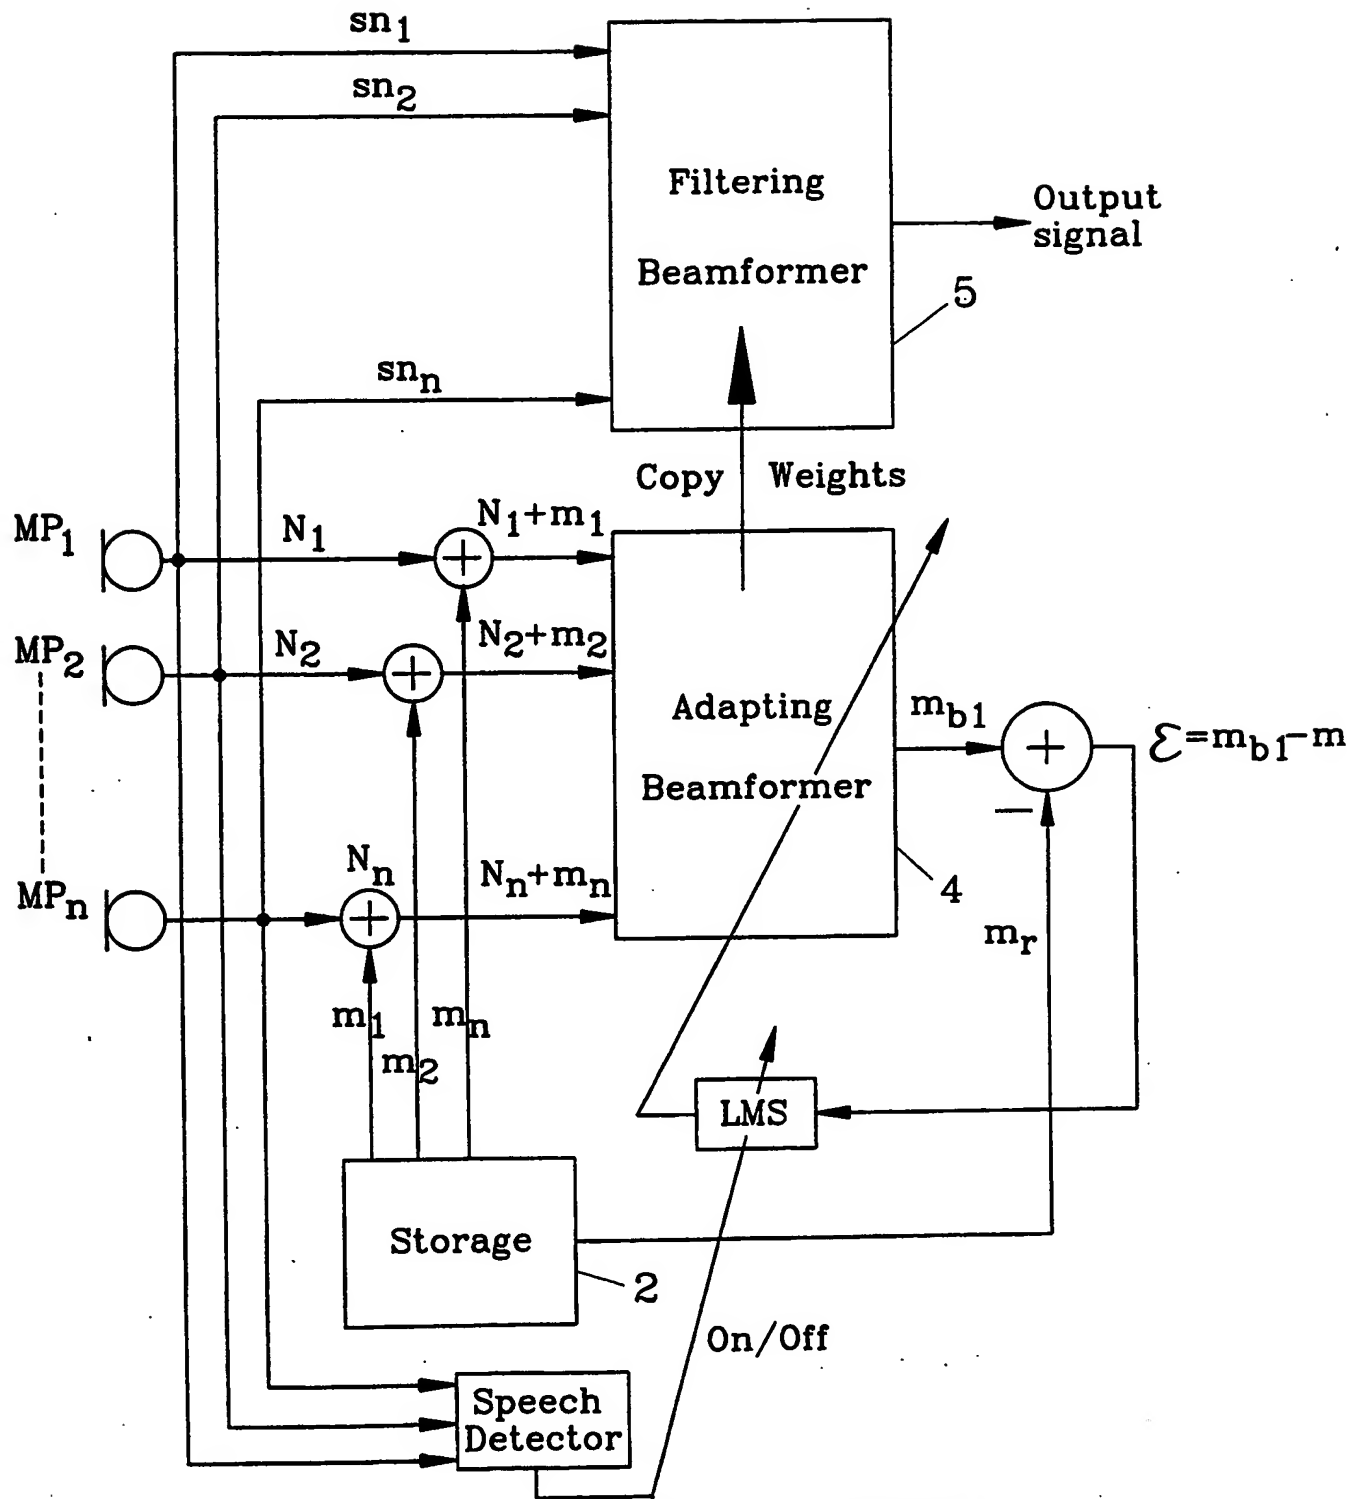 sn1
sn2
Filtering
Beamformer
Output
signal
5
snn
Copy Weights
MP1
N1
N1+m1
MP2
N2
N2+m2
Adapting
Beamformer
mb1
+
ℰ=mb1-m
−
4
MPn
Nn
Nn+mn
mr
m1
m2
mn
LMS
Storage
2
On/Off
Speech
Detector